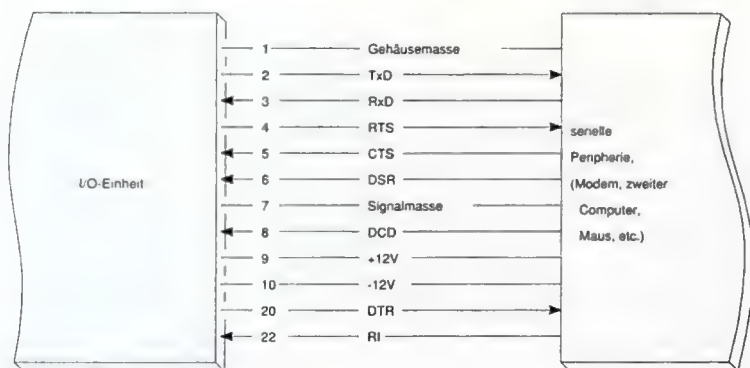 1 Gehäusemasse
2 TxD
3 RxD
4 RTS
5 CTS
6 DSR
7 Signalmasse
8 DCD
9 +12V
10 -12V
20 DTR
22 RI
I/O-Einheit
serielle
Peripherie,
(Modem, zweiter
Computer,
Maus, etc.)